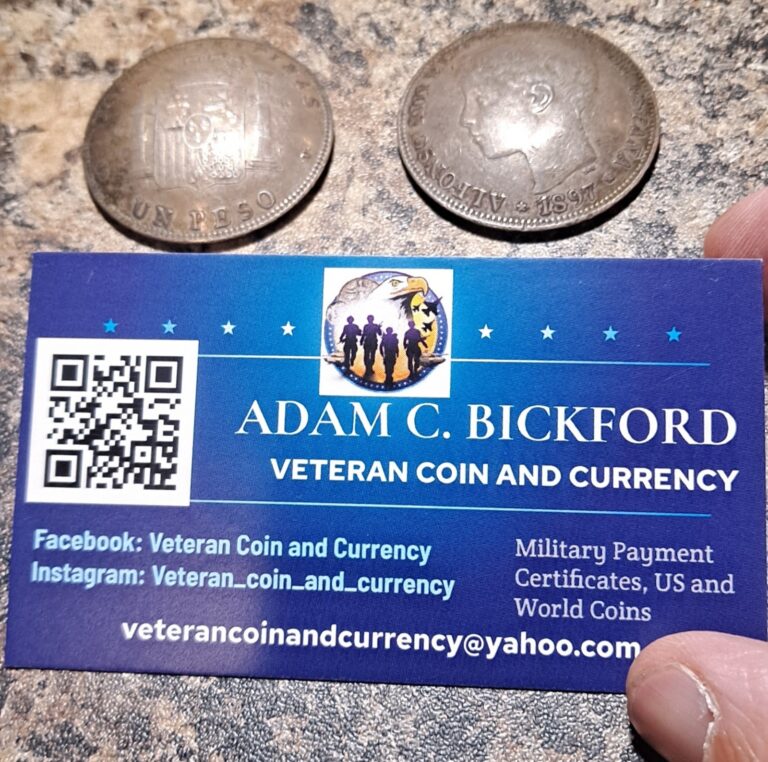 UN PESO
ALFONSO
* 1897
ADAM C. BICKFORD
VETERAN COIN AND CURRENCY
Facebook: Veteran Coin and Currency
Instagram: Veteran_coin_and_currency
Military Payment
Certificates, US and
World Coins
veterancoinandcurrency@yahoo.com